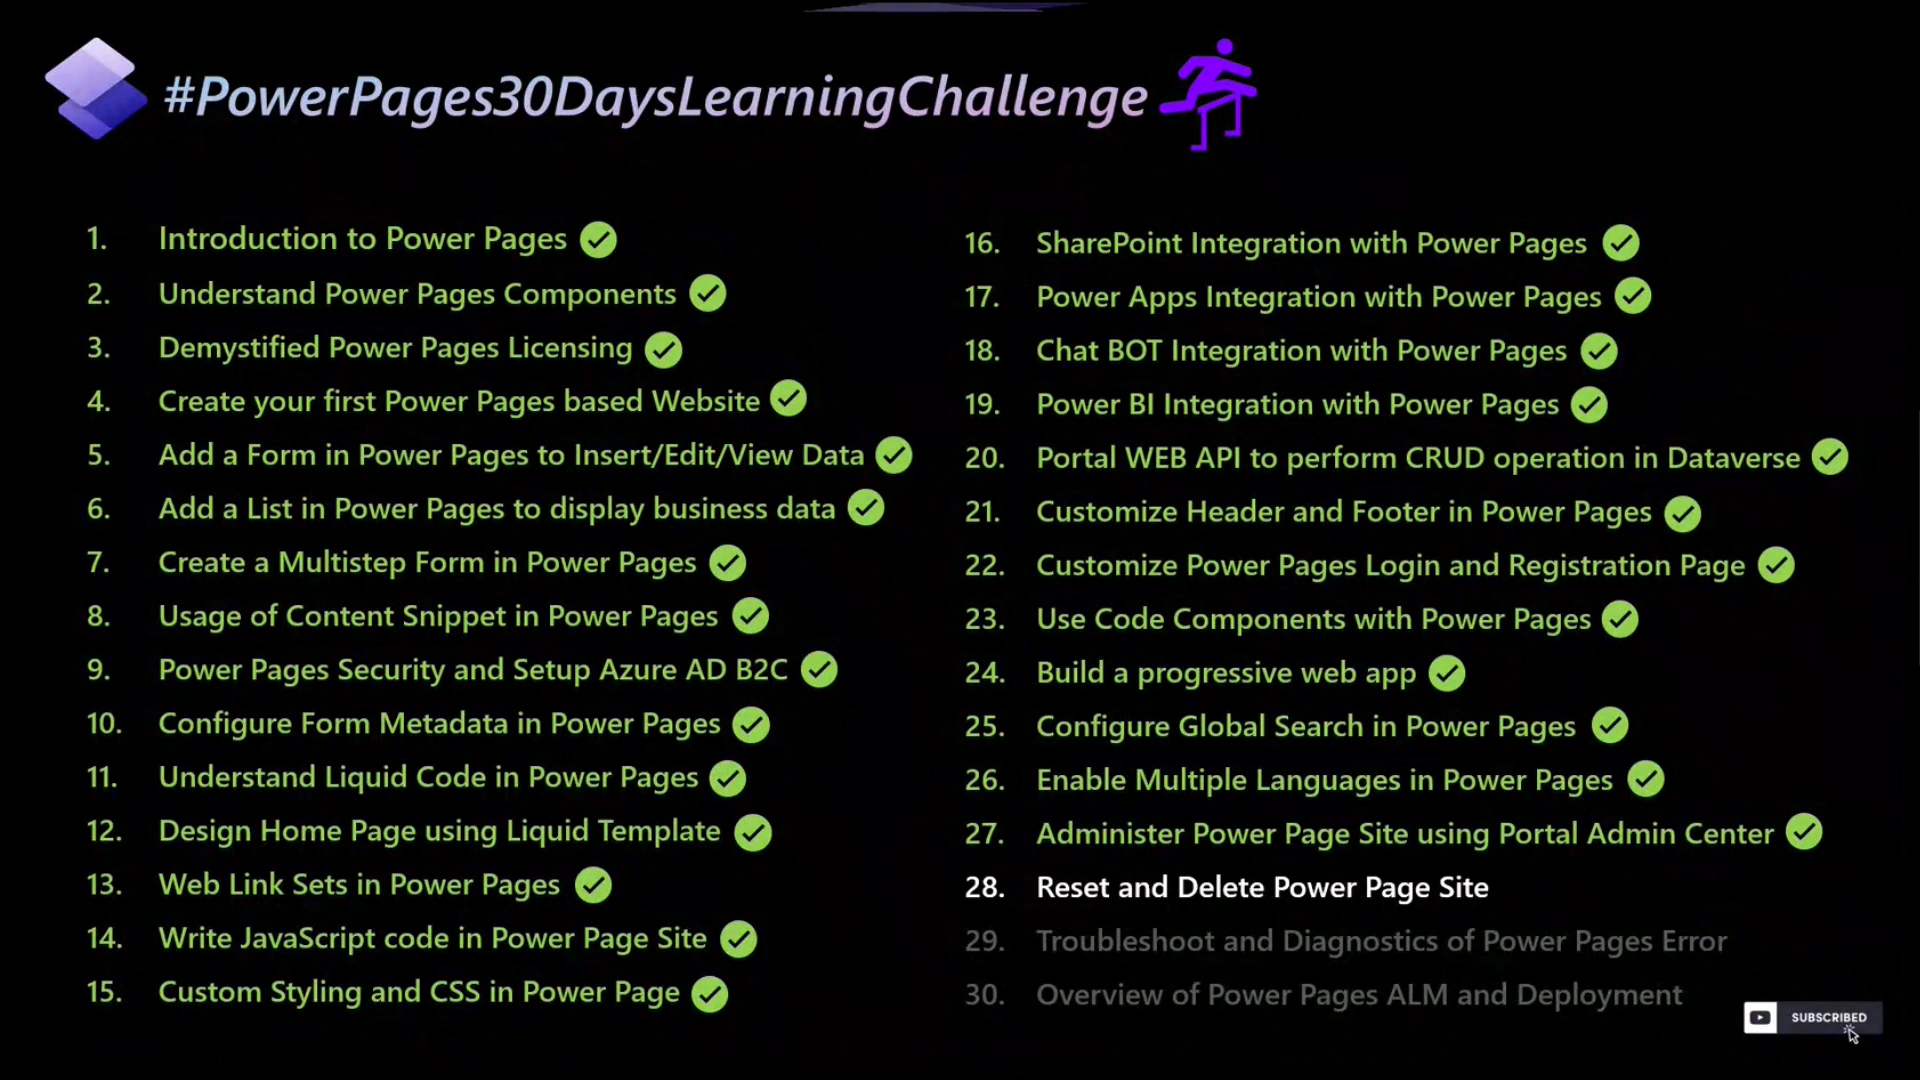 #PowerPages30DaysLearningChallenge
1. Introduction to Power Pages
2. Understand Power Pages Components
3. Demystified Power Pages Licensing
4. Create your first Power Pages based Website
5. Add a Form in Power Pages to Insert/Edit/View Data
6. Add a List in Power Pages to display business data
7. Create a Multistep Form in Power Pages
8. Usage of Content Snippet in Power Pages
9. Power Pages Security and Setup Azure AD B2C
10. Configure Form Metadata in Power Pages
11. Understand Liquid Code in Power Pages
12. Design Home Page using Liquid Template
13. Web Link Sets in Power Pages
14. Write JavaScript code in Power Page Site
15. Custom Styling and CSS in Power Page
16. SharePoint Integration with Power Pages
17. Power Apps Integration with Power Pages
18. Chat BOT Integration with Power Pages
19. Power BI Integration with Power Pages
20. Portal WEB API to perform CRUD operation in Dataverse
21. Customize Header and Footer in Power Pages
22. Customize Power Pages Login and Registration Page
23. Use Code Components with Power Pages
24. Build a progressive web app
25. Configure Global Search in Power Pages
26. Enable Multiple Languages in Power Pages
27. Administer Power Page Site using Portal Admin Center
28. Reset and Delete Power Page Site
29. Troubleshoot and Diagnostics of Power Pages Error
30. Overview of Power Pages ALM and Deployment
SUBSCRIBED